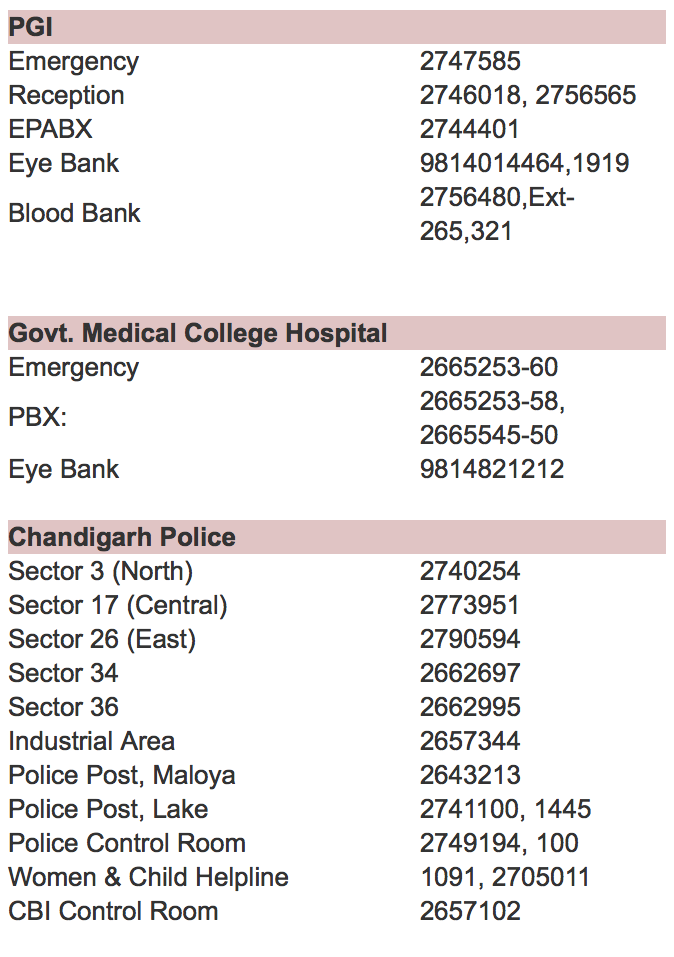 PGI
Emergency 2747585
Reception 2746018, 2756565
EPABX 2744401
Eye Bank 9814014464,1919
Blood Bank 2756480,Ext-
265,321
Govt. Medical College Hospital
Emergency 2665253-60
PBX: 2665253-58,
2665545-50
Eye Bank 9814821212
Chandigarh Police
Sector 3 (North) 2740254
Sector 17 (Central) 2773951
Sector 26 (East) 2790594
Sector 34 2662697
Sector 36 2662995
Industrial Area 2657344
Police Post, Maloya 2643213
Police Post, Lake 2741100, 1445
Police Control Room 2749194, 100
Women & Child Helpline 1091, 2705011
CBI Control Room 2657102